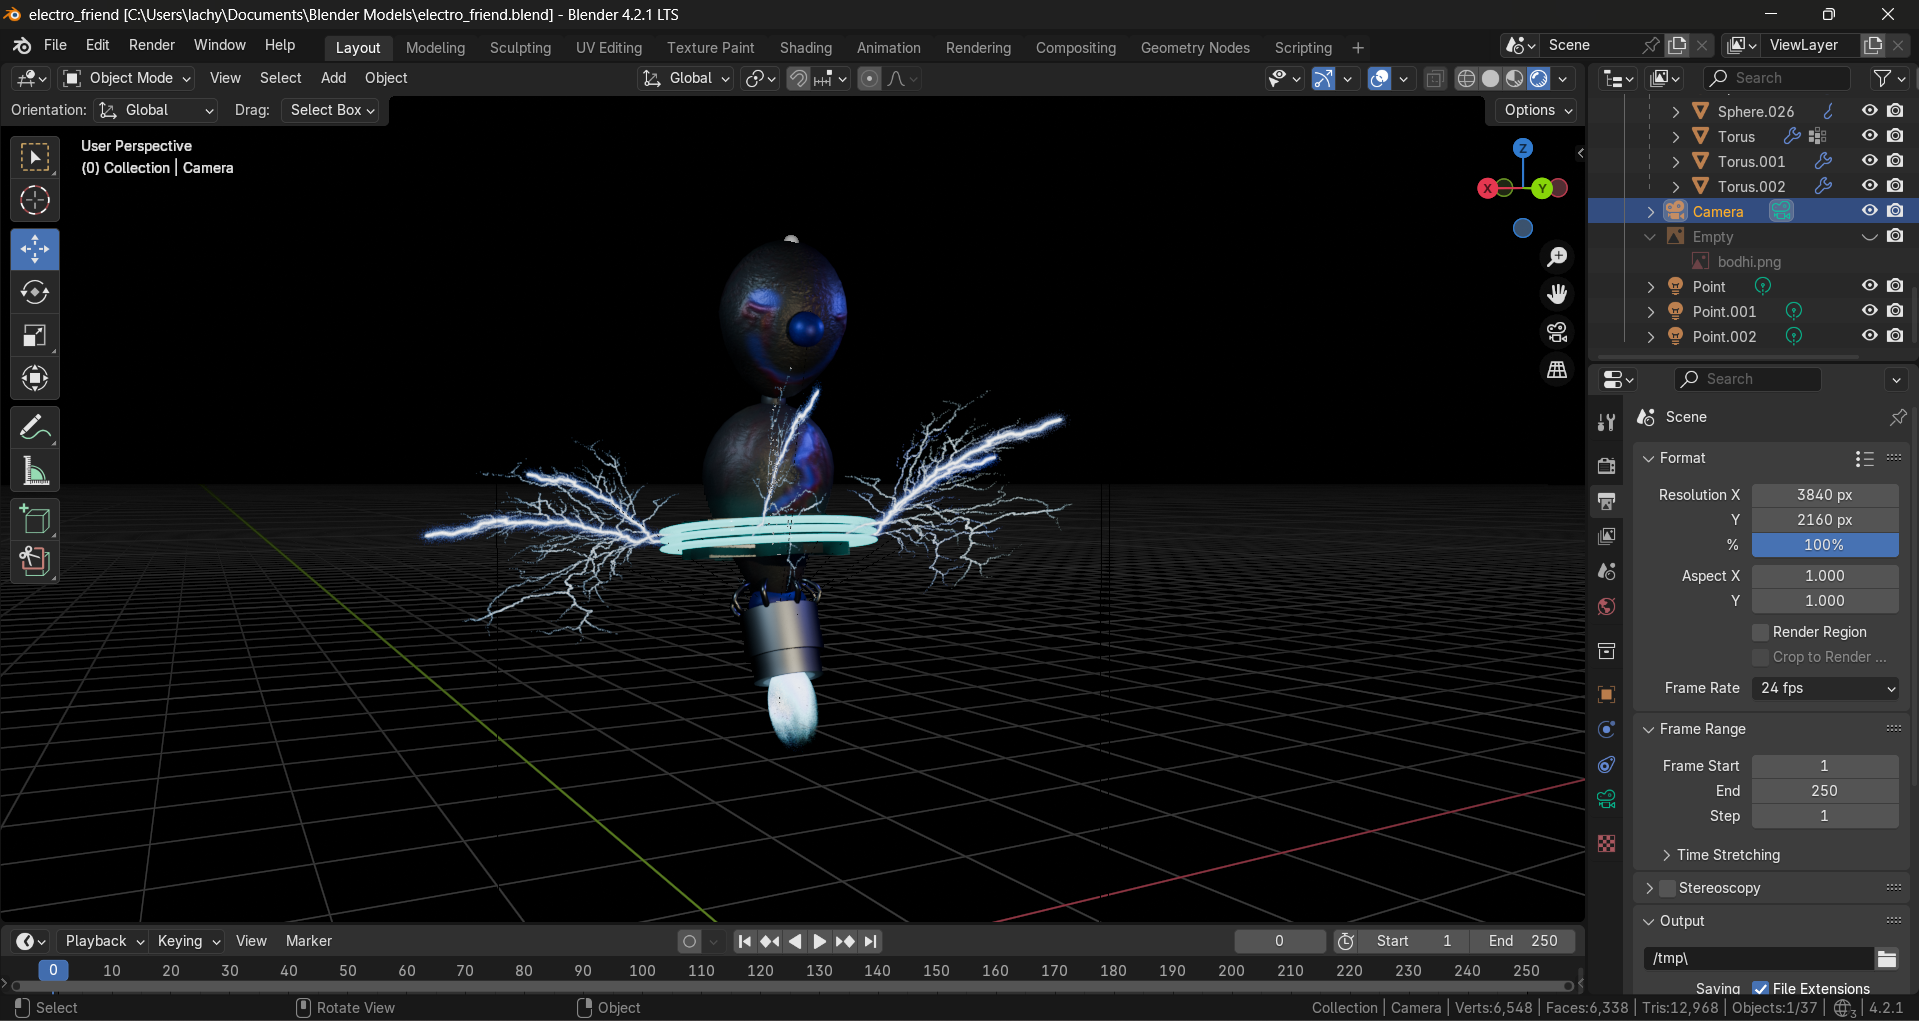 electro_friend [C:\Users\lachy\Documents\Blender Models\electro_friend.blend] - Blender 4.2.1 LTS
File Edit Render Window Help Layout Modeling Sculpting UV Editing Texture Paint Shading Animation Rendering Compositing Geometry Nodes Scripting Scene ViewLayer
Object Mode View Select Add Object Global Search
Orientation: Global Drag: Select Box Options
User Perspective
(0) Collection | Camera
Z
X Y
Sphere.026
Torus
Torus.001
Torus.002
Camera
Empty
bodhi.png
Point
Point.001
Point.002
Search
Scene
Format
Resolution X 3840 px
Y 2160 px
% 100%
Aspect X 1.000
Y 1.000
Render Region
Crop to Render ...
Frame Rate 24 fps
Frame Range
Frame Start 1
End 250
Step 1
Time Stretching
Stereoscopy
Output
/tmp\
Saving File Extensions
Playback Keying View Marker 0 Start 1 End 250
0 10 20 30 40 50 60 70 80 90 100 110 120 130 140 150 160 170 180 190 200 210 220 230 240 250
Select Rotate View Object Collection | Camera | Verts:6,548 | Faces:6,338 | Tris:12,968 | Objects:1/37 | 3 | 4.2.1